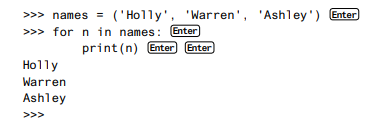 >>> names = ('Holly', 'Warren', 'Ashley') Enter
>>> for n in names: Enter
        print(n) Enter Enter
Holly
Warren
Ashley
>>>